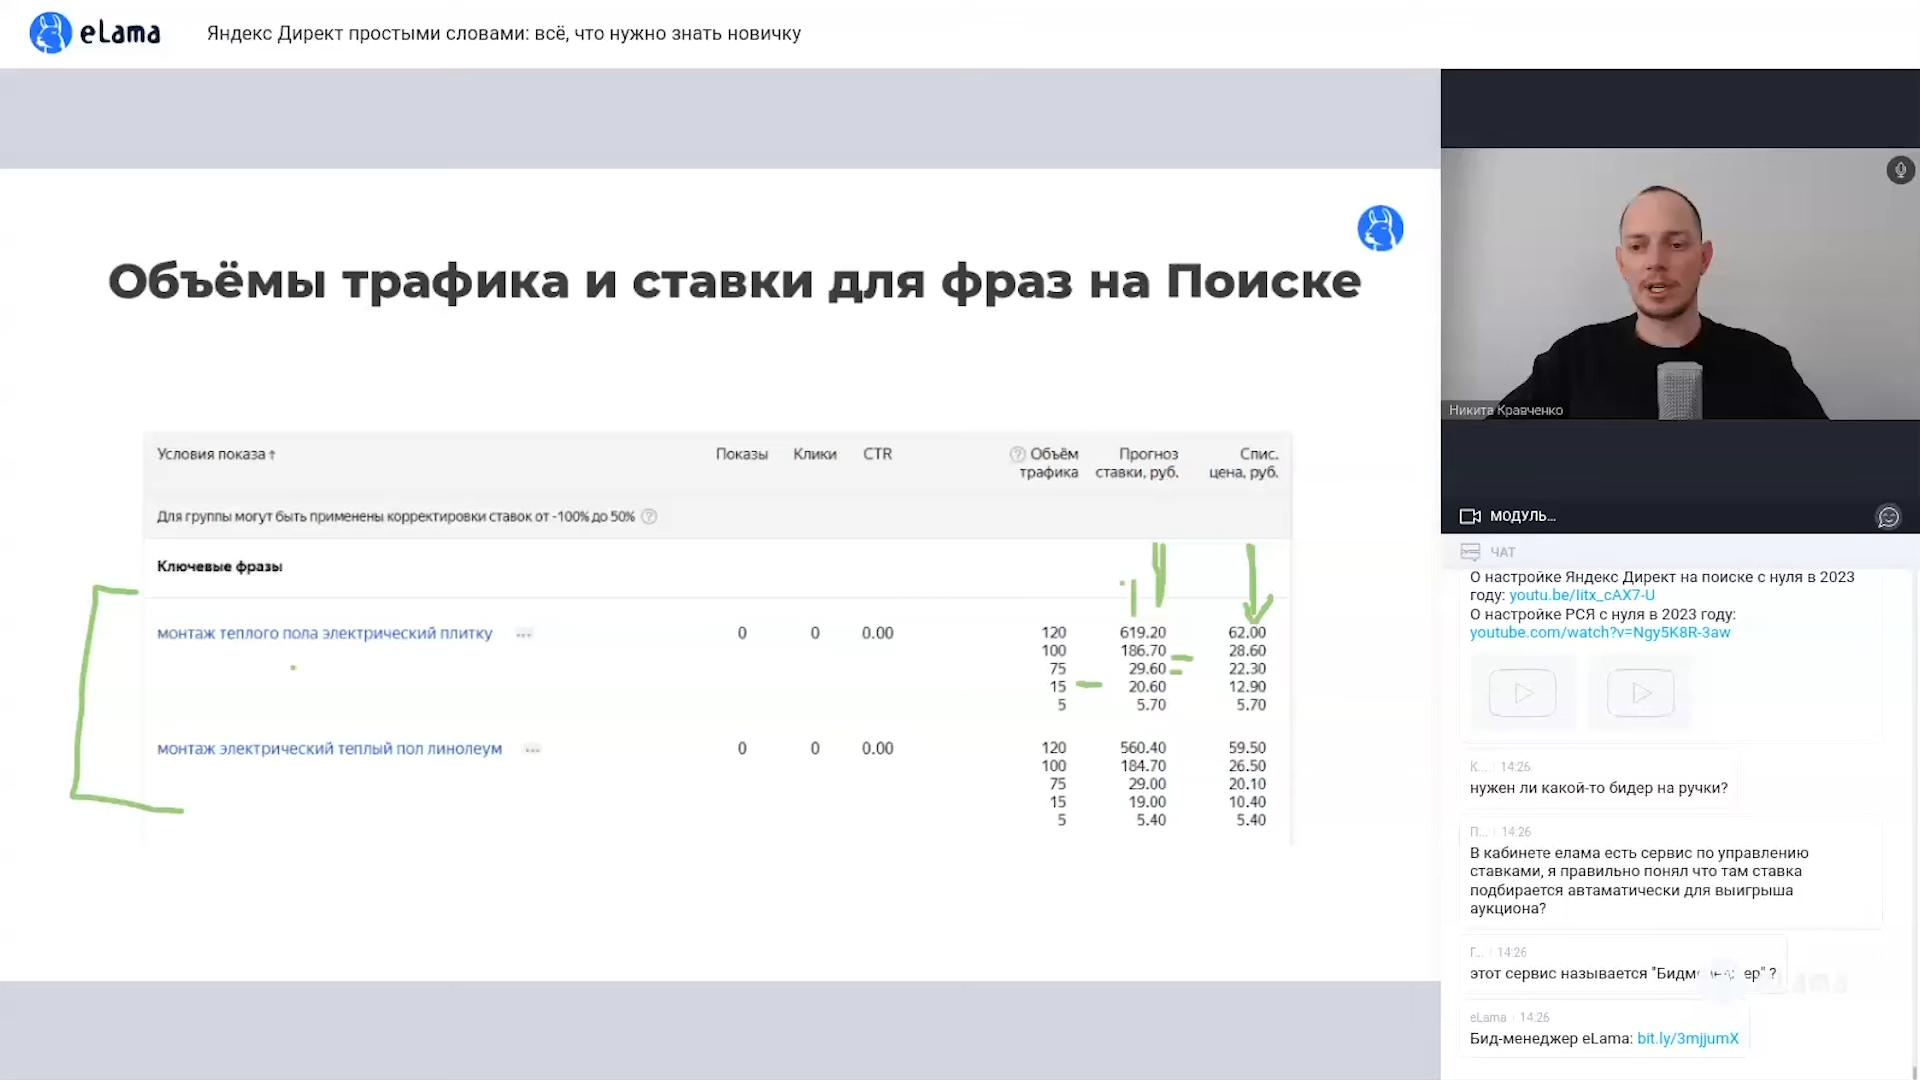 eLama
Яндекс Директ простыми словами: всё, что нужно знать новичку
Объёмы трафика и ставки для фраз на Поиске
Условия показа↑ Показы Клики CTR Объём трафика Прогноз ставки, руб. Спис. цена, руб.
Для группы могут быть применены корректировки ставок от -100% до 50%
Ключевые фразы
монтаж теплого пола электрический плитку ... 0 0 0.00 120 619.20 62.00
100 186.70 28.60
75 29.60 22.30
15 20.60 12.90
5 5.70 5.70
монтаж электрический теплый пол линолеум ... 0 0 0.00 120 560.40 59.50
100 184.70 26.50
75 29.00 20.10
15 19.00 10.40
5 5.40 5.40
Никита Кравченко
МОДУЛЬ...
ЧАТ
О настройке Яндекс Директ на поиске с нуля в 2023
году: youtu.be/Iitx_cAX7-U
О настройке РСЯ с нуля в 2023 году:
youtube.com/watch?v=Ngy5K8R-3aw
К... 14:26
нужен ли какой-то бидер на ручки?
П... 14:26
В кабинете елама есть сервис по управлению
ставками, я правильно понял что там ставка
подбирается автаматически для выигрыша
аукциона?
Г... 14:26
этот сервис называется ?
eLama 14:26
Бид-менеджер eLama: bit.ly/3mjjumX